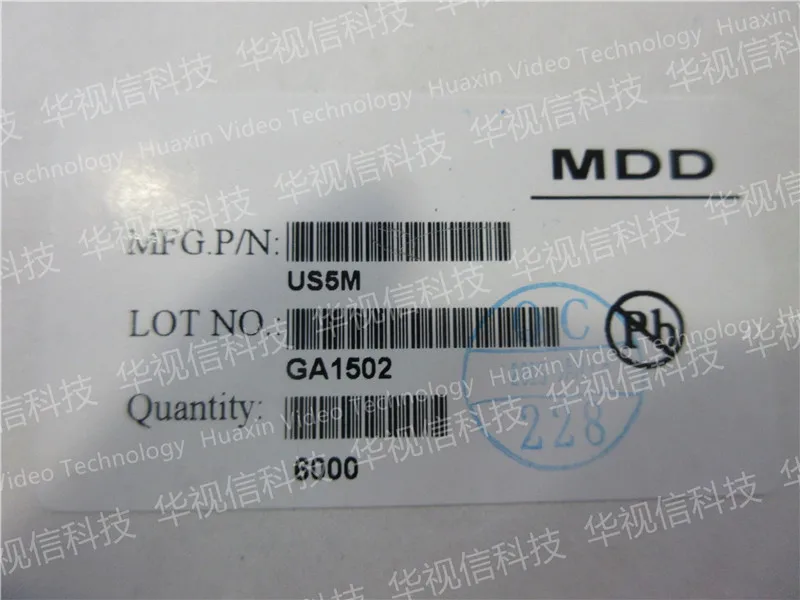 MDD
MFG.P/N:
US5M
LOT NO.:
GA1502
Quantity:
6000
QC
228
Pb
华视信科技 Huaxin Video Technology